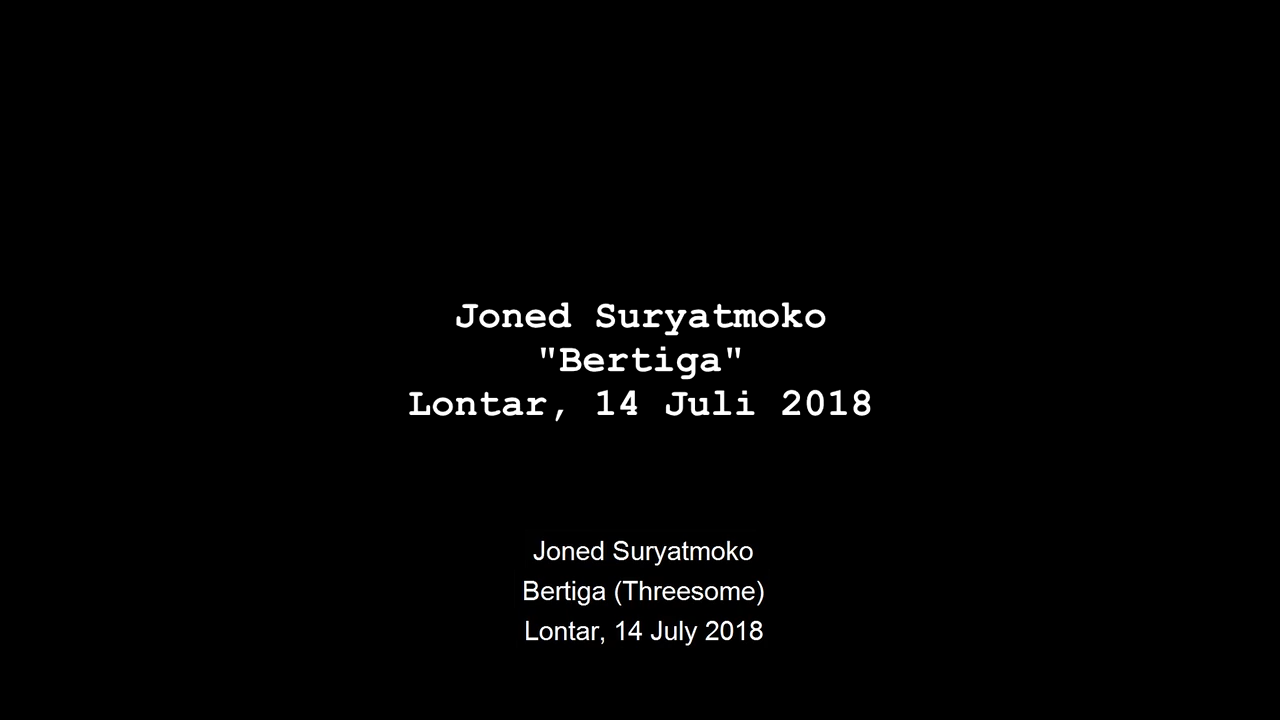 Joned Suryatmoko
"Bertiga"
Lontar, 14 Juli 2018
Joned Suryatmoko
Bertiga (Threesome)
Lontar, 14 July 2018